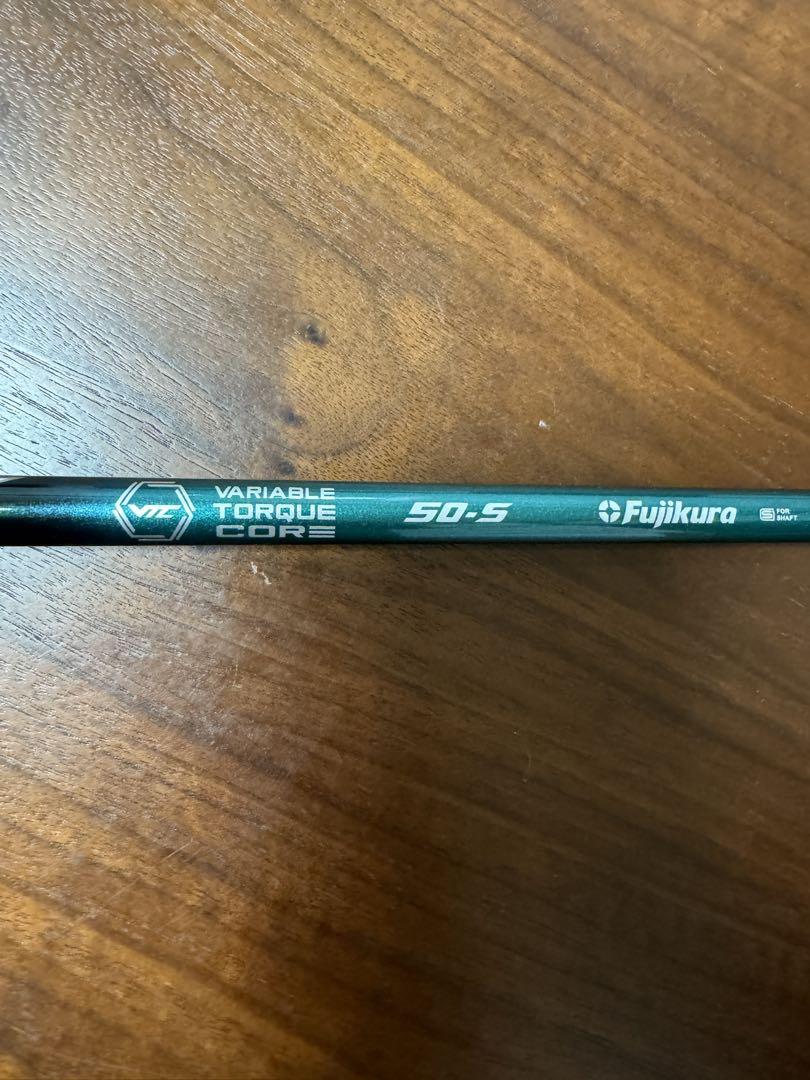 VTC
VARIABLE
TORQUE
CORE
50-S
Fujikura
S FOR
SHAFT